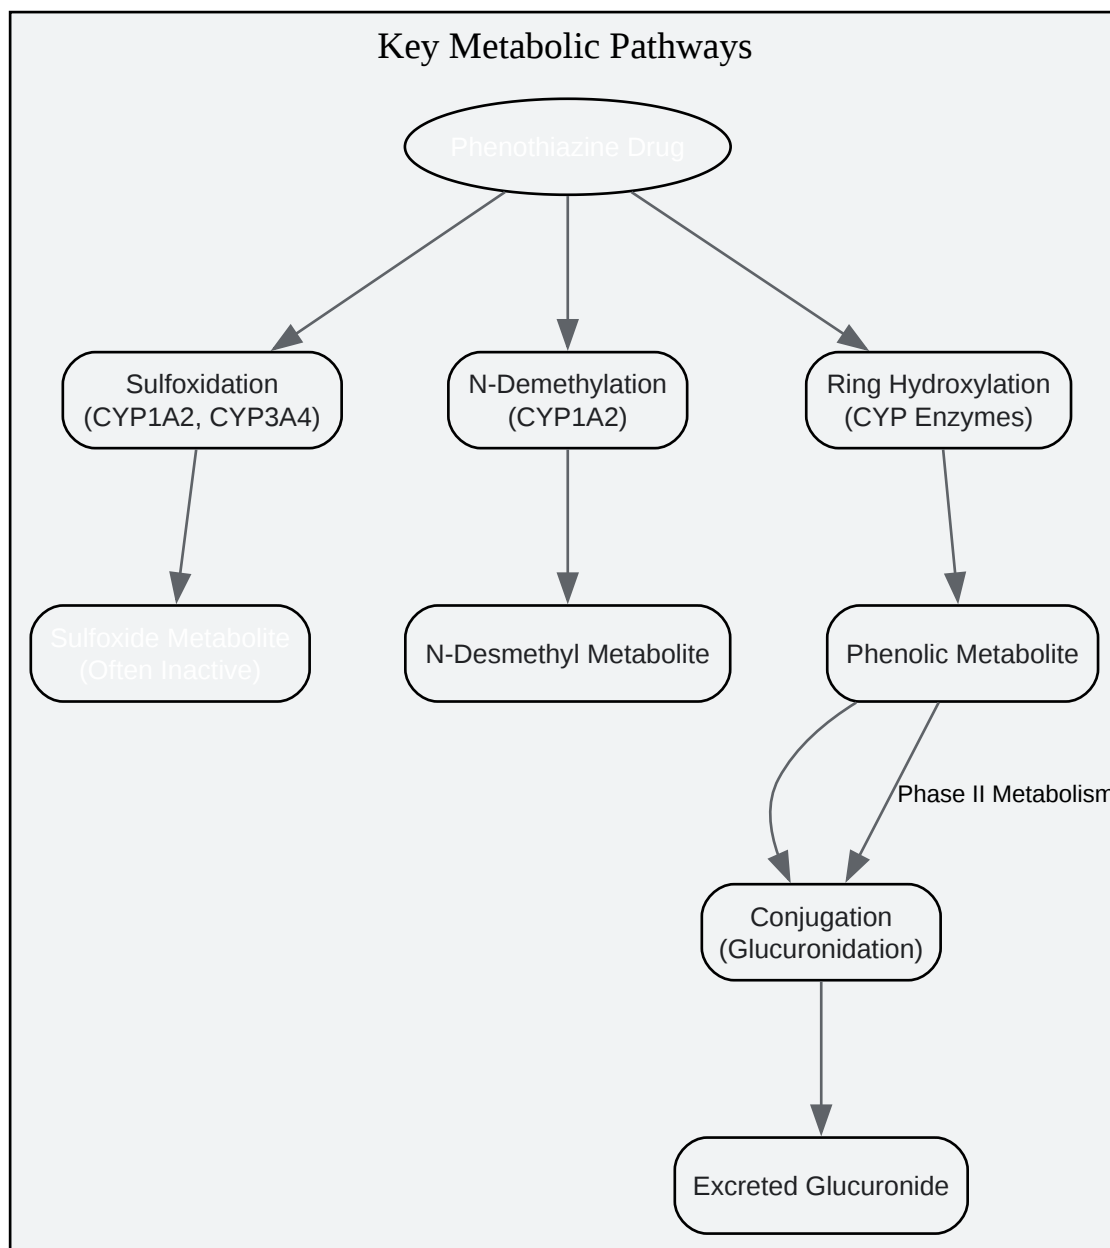 Key Metabolic Pathways
Phenothiazine Drug
Sulfoxidation
(CYP1A2, CYP3A4)
N-Demethylation
(CYP1A2)
Ring Hydroxylation
(CYP Enzymes)
Sulfoxide Metabolite
(Often Inactive)
N-Desmethyl Metabolite
Phenolic Metabolite
Phase II Metabolism
Conjugation
(Glucuronidation)
Excreted Glucuronide